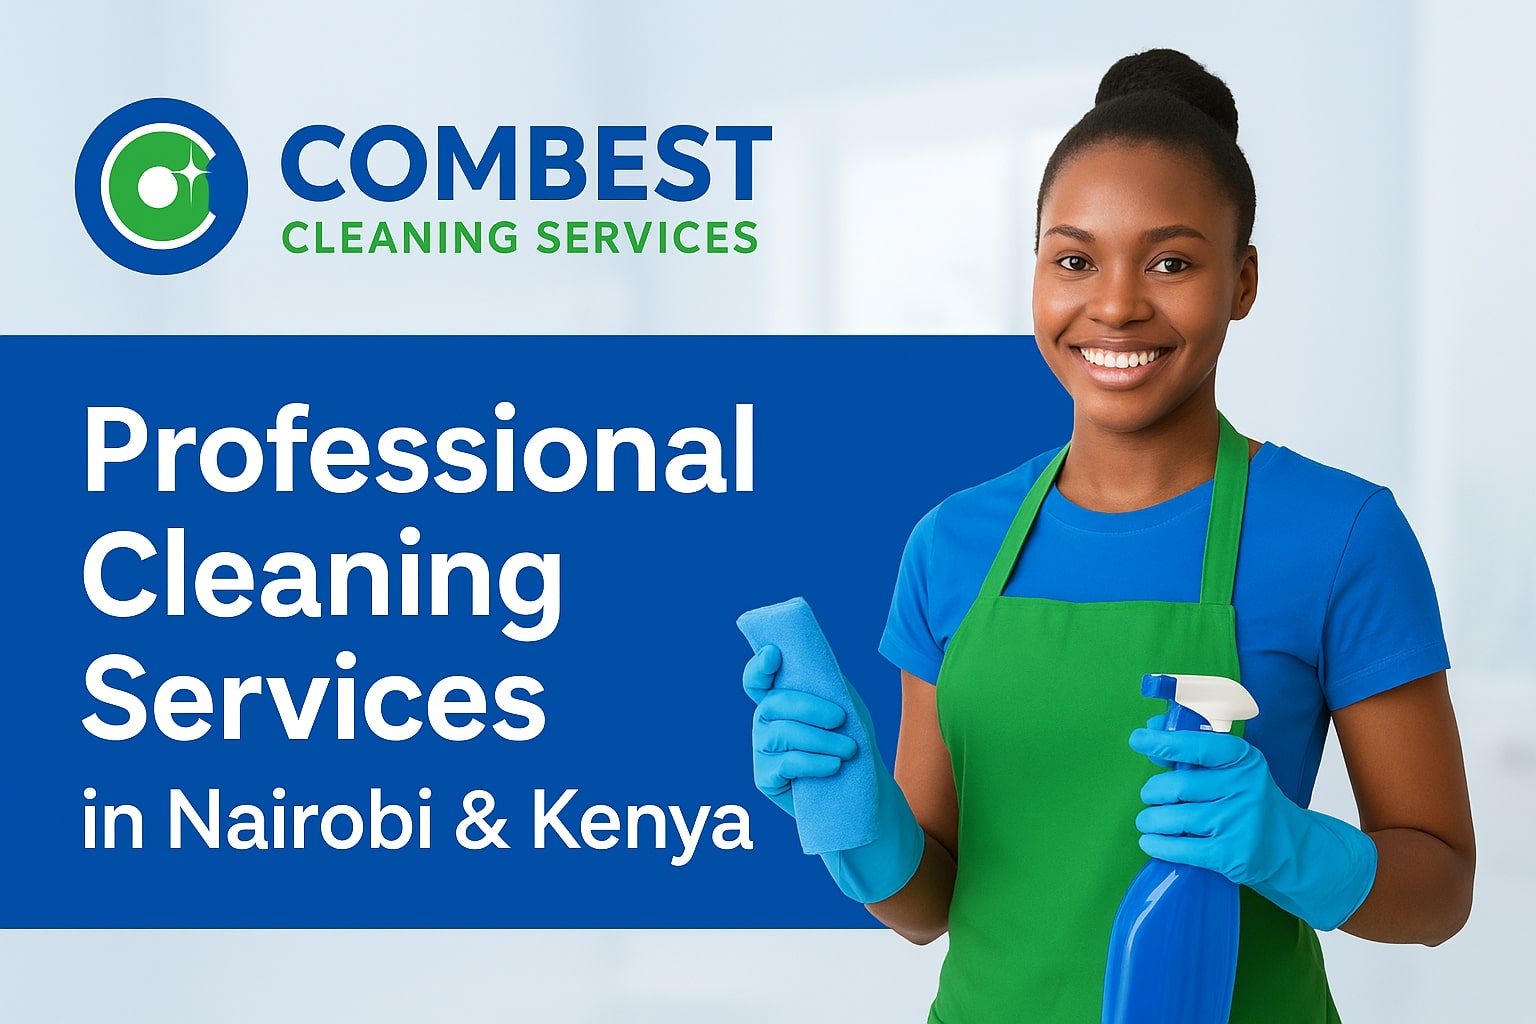 COMBEST
CLEANING SERVICES
Professional
Cleaning
Services
in Nairobi & Kenya